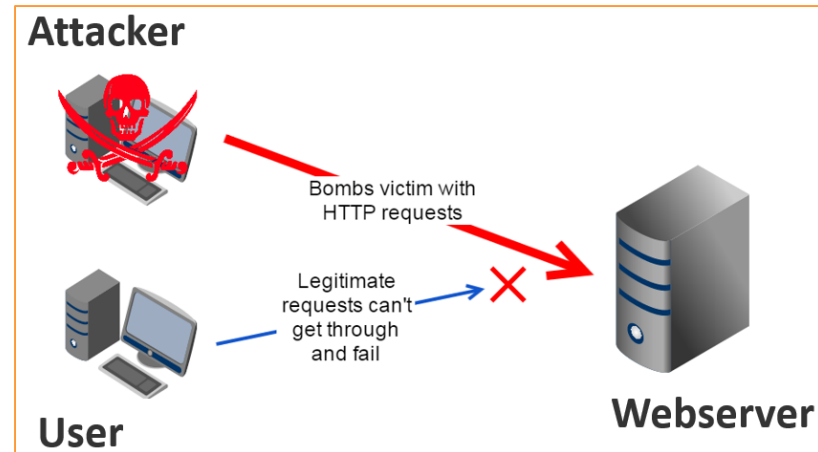 Attacker
Bombs victim with
HTTP requests
Legitimate
requests can't
get through
and fail
User
Webserver